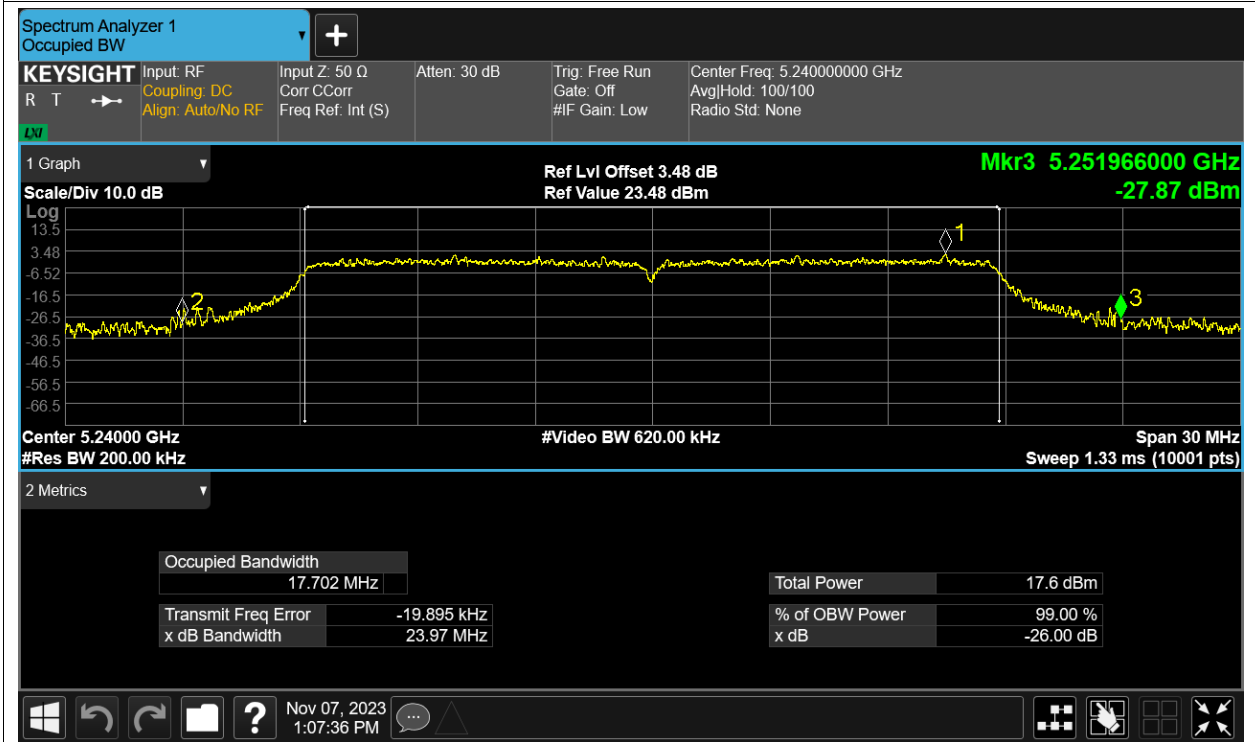 Spectrum Analyzer 1
Occupied BW
KEYSIGHT
R T
LXI
Input: RF
Coupling: DC
Align: Auto/No RF
Input Z: 50 Ω
Corr CCorr
Freq Ref: Int (S)
Atten: 30 dB
Trig: Free Run
Gate: Off
#IF Gain: Low
Center Freq: 5.240000000 GHz
Avg|Hold: 100/100
Radio Std: None
1 Graph
Scale/Div 10.0 dB
Ref Lvl Offset 3.48 dB
Ref Value 23.48 dBm
Mkr3 5.251966000 GHz
-27.87 dBm
Log
13.5
3.48
-6.52
-16.5
-26.5
-36.5
-46.5
-56.5
-66.5
1
2
3
Center 5.24000 GHz
#Res BW 200.00 kHz
#Video BW 620.00 kHz
Span 30 MHz
Sweep 1.33 ms (10001 pts)
2 Metrics
Occupied Bandwidth
17.702 MHz
Transmit Freq Error -19.895 kHz
x dB Bandwidth 23.97 MHz
Total Power 17.6 dBm
% of OBW Power 99.00 %
x dB -26.00 dB
?
Nov 07, 2023
1:07:36 PM